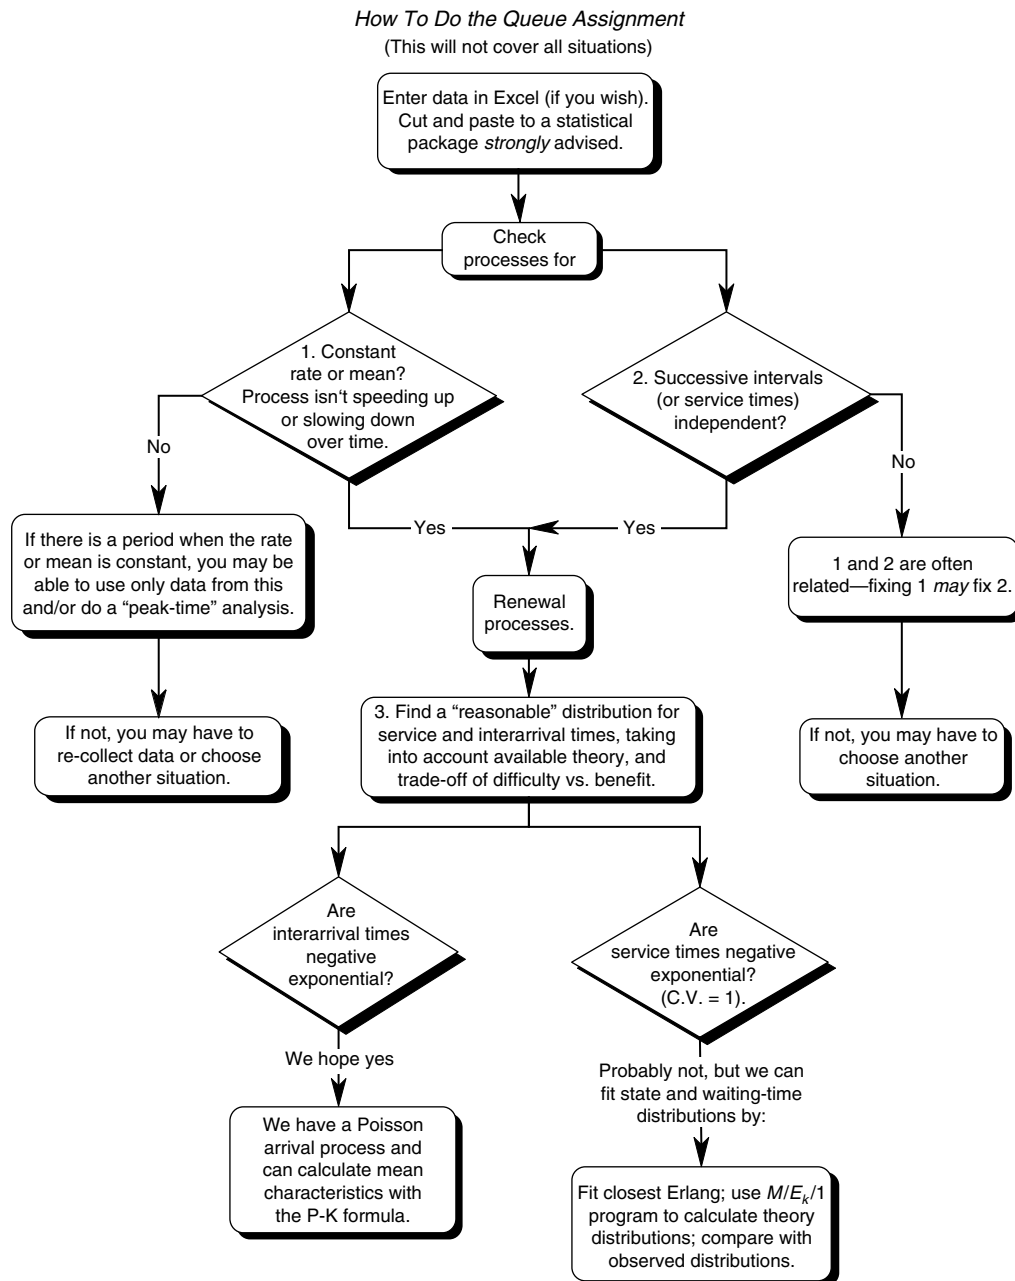 How To Do the Queue Assignment
(This will not cover all situations)
Enter data in Excel (if you wish).
Cut and paste to a statistical
package strongly advised.
Check
processes for
1. Constant
rate or mean?
Process isn‘t speeding up
or slowing down
over time.
2. Successive intervals
(or service times)
independent?
No
No
Yes
Yes
If there is a period when the rate
or mean is constant, you may be
able to use only data from this
and/or do a “peak-time” analysis.
Renewal
processes.
1 and 2 are often
related—fixing 1 may fix 2.
If not, you may have to
re-collect data or choose
another situation.
3. Find a “reasonable” distribution for
service and interarrival times, taking
into account available theory, and
trade-off of difficulty vs. benefit.
If not, you may have to
choose another
situation.
Are
interarrival times
negative
exponential?
Are
service times negative
exponential?
(C.V. = 1).
We hope yes
Probably not, but we can
fit state and waiting-time
distributions by:
We have a Poisson
arrival process and
can calculate mean
characteristics with
the P-K formula.
Fit closest Erlang; use M/Ek/1
program to calculate theory
distributions; compare with
observed distributions.